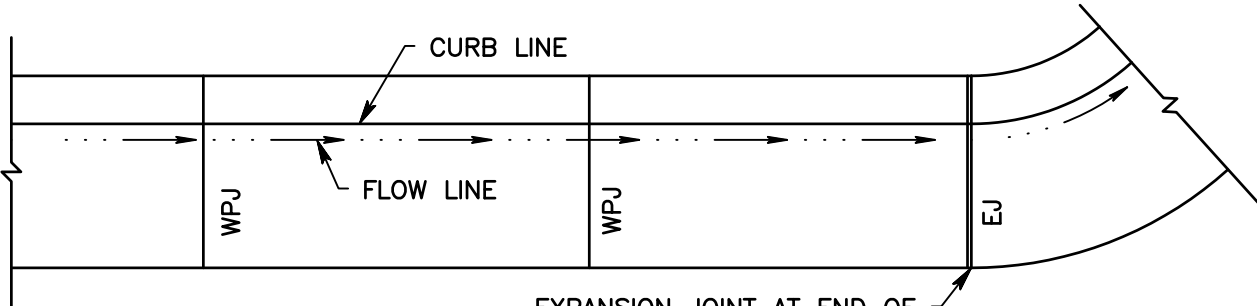 CURB LINE
FLOW LINE
WPJ
WPJ
EJ
EXPANSION JOINT AT END OF